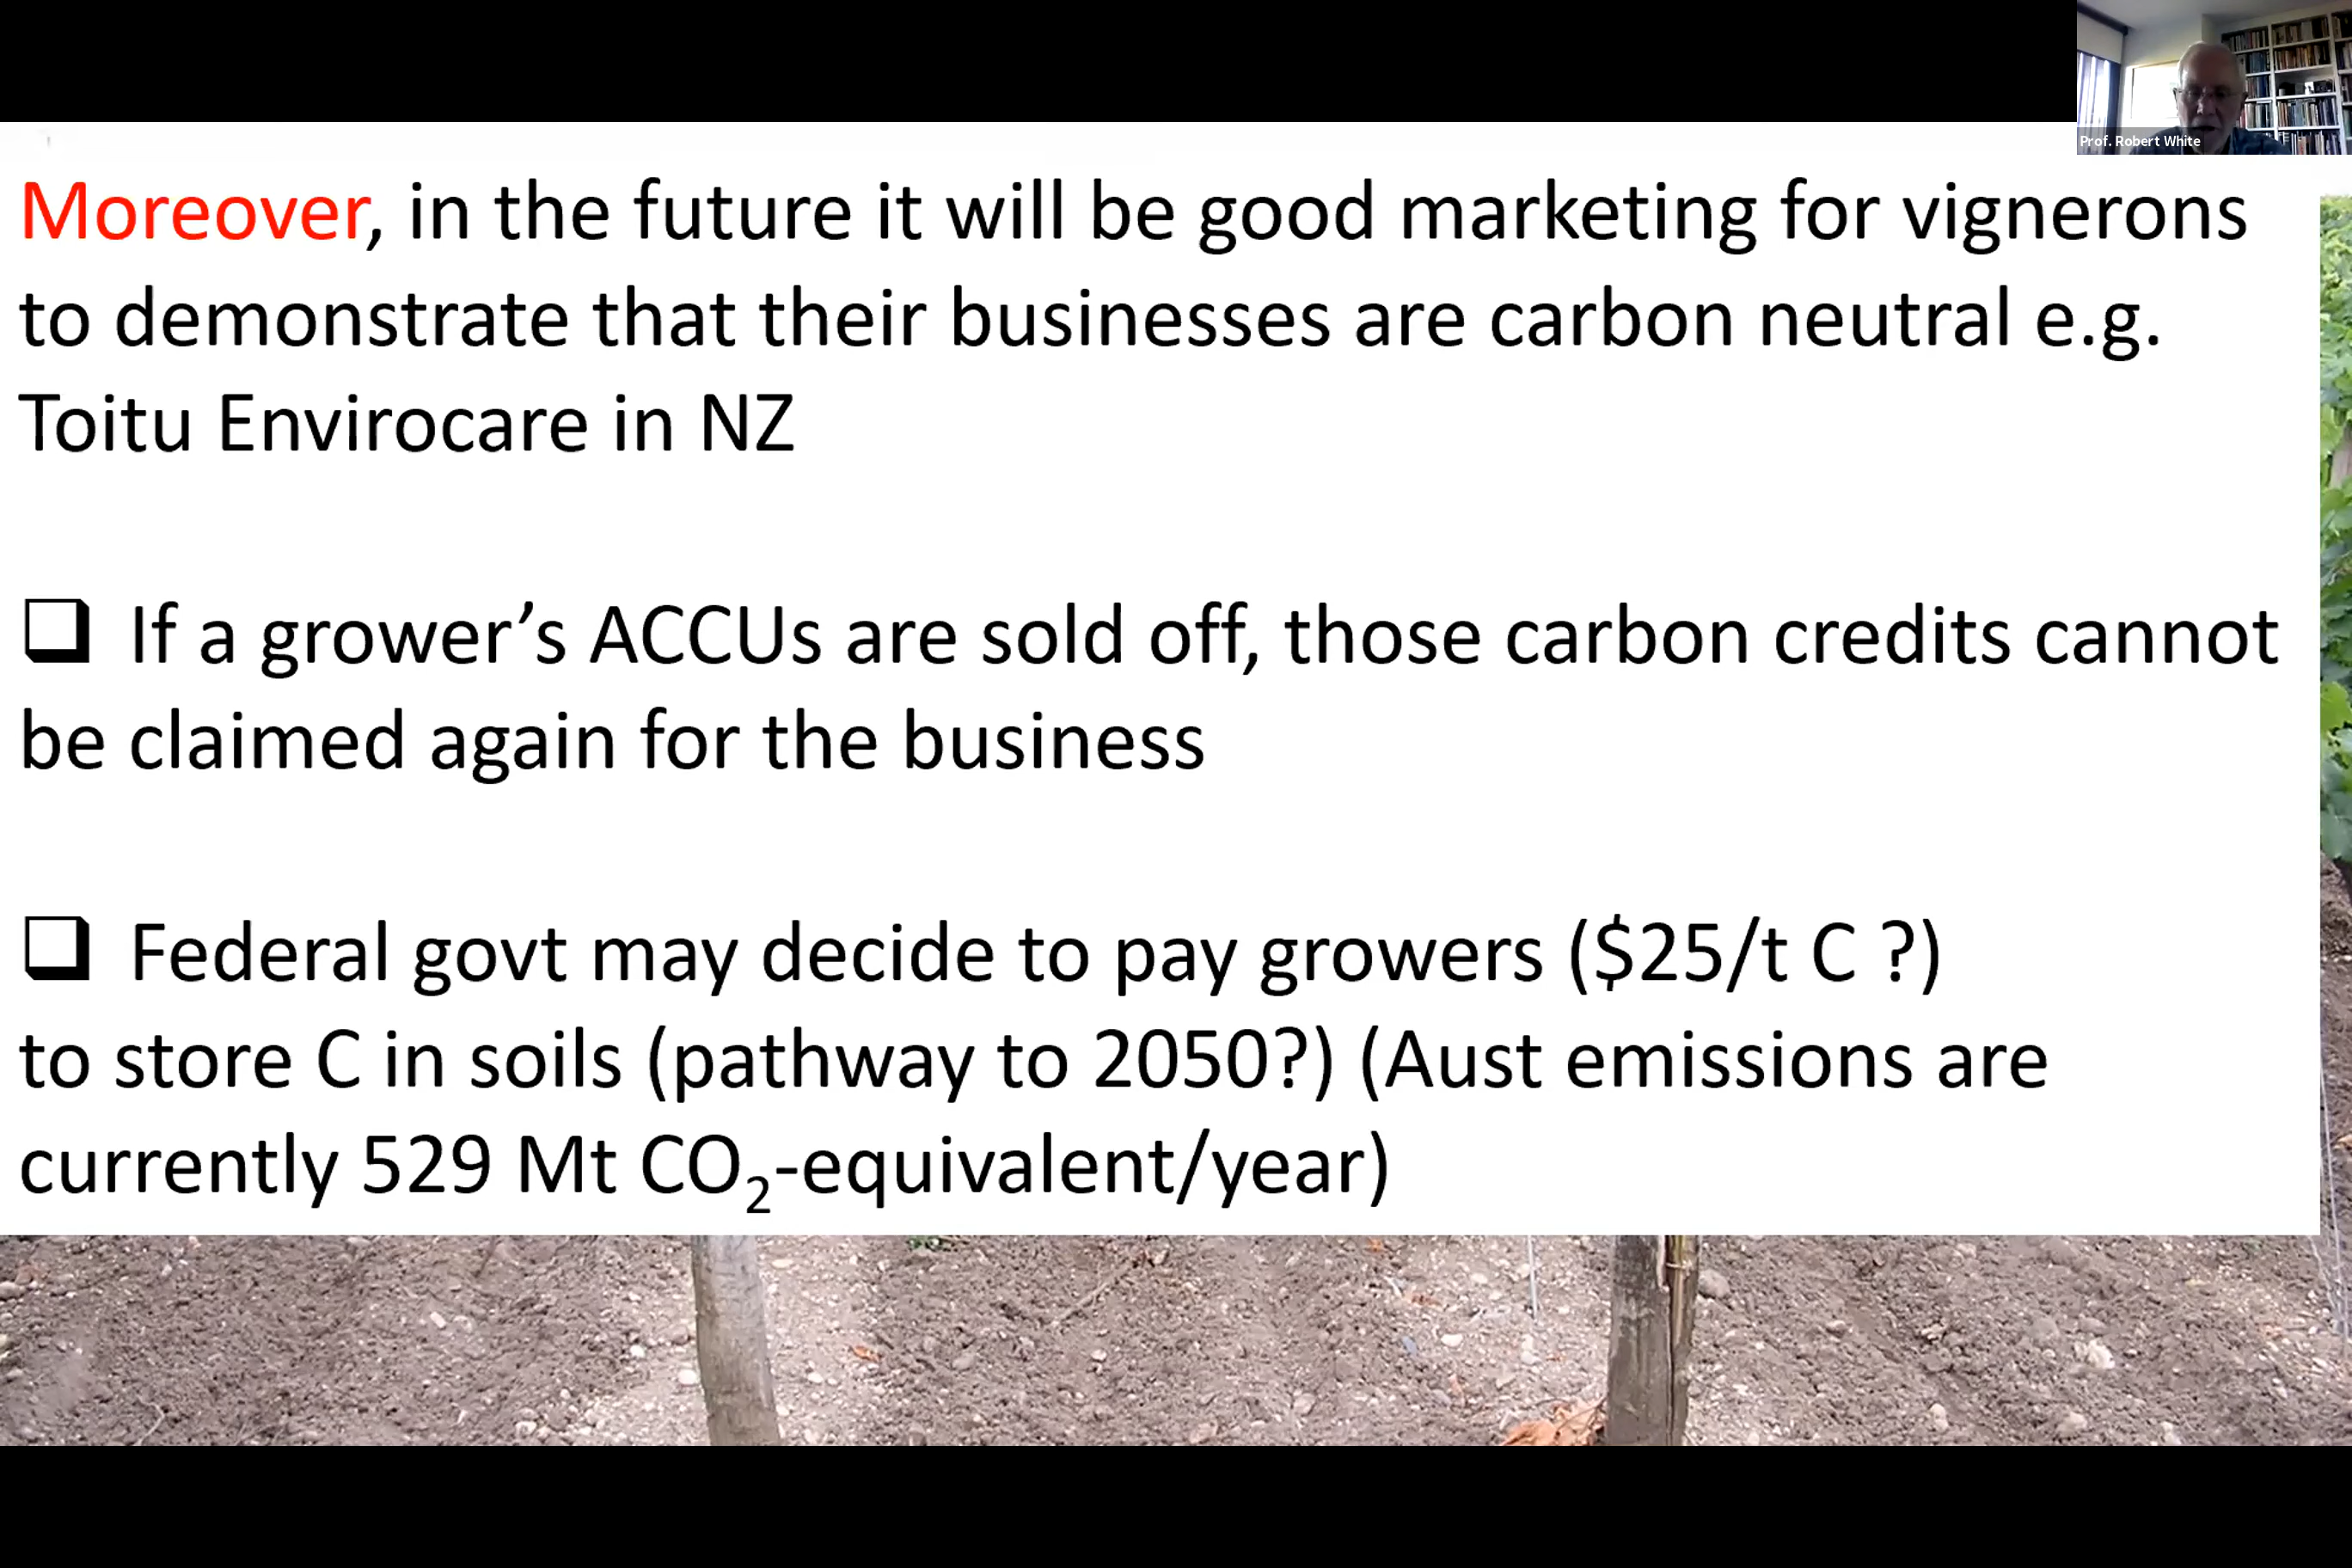 Prof. Robert White
Moreover, in the future it will be good marketing for vignerons
to demonstrate that their businesses are carbon neutral e.g.
Toitu Envirocare in NZ
❑ If a grower’s ACCUs are sold off, those carbon credits cannot
be claimed again for the business
❑ Federal govt may decide to pay growers ($25/t C ?)
to store C in soils (pathway to 2050?) (Aust emissions are
currently 529 Mt CO₂-equivalent/year)